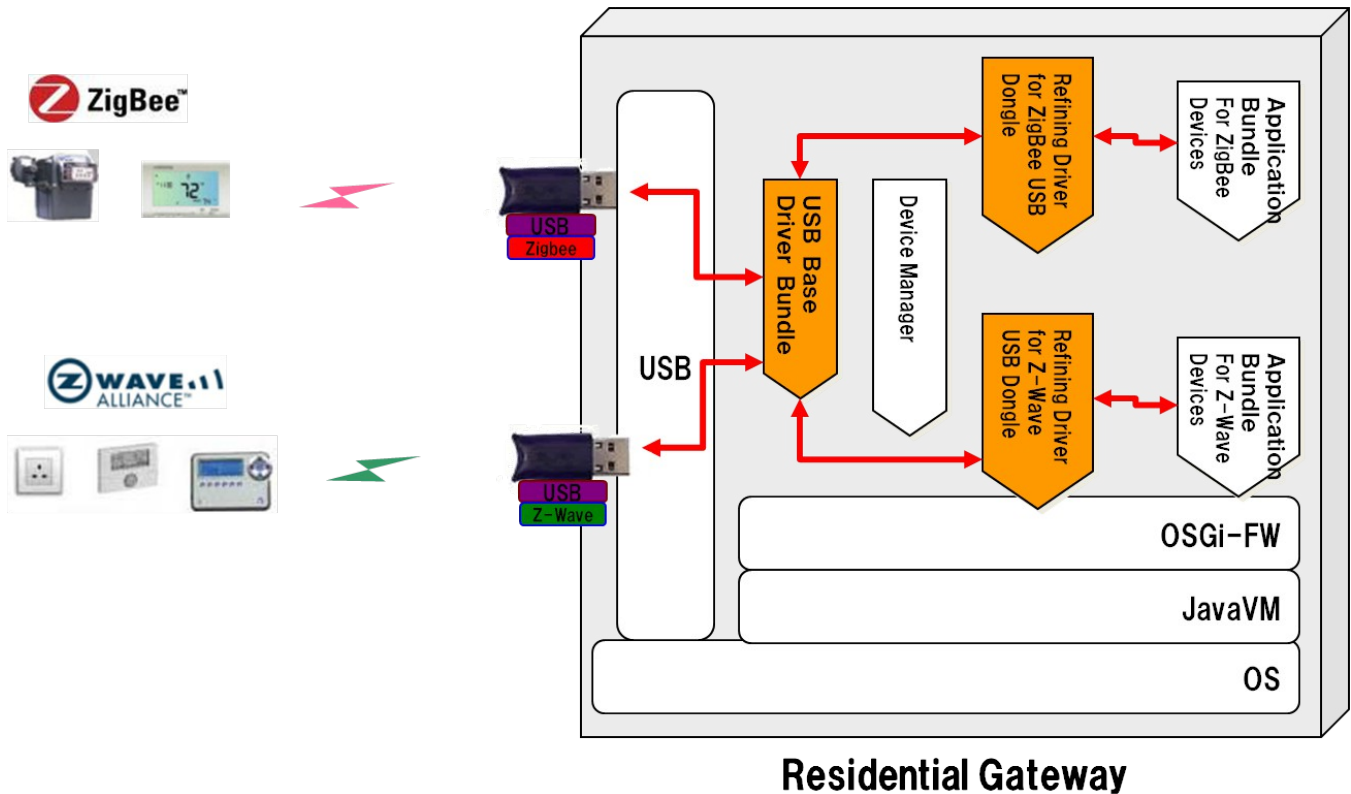 ZigBee™
72
USB
Zigbee
Z WAVE
ALLIANCE™
USB
Z-Wave
USB
USB Base
Driver Bundle
Device Manager
Refining Driver
for ZigBee USB
Dongle
Application
Bundle
For ZigBee
Devices
Refining Driver
for Z-Wave
USB Dongle
Application
Bundle
For Z-Wave
Devices
OSGi-FW
JavaVM
OS
Residential Gateway